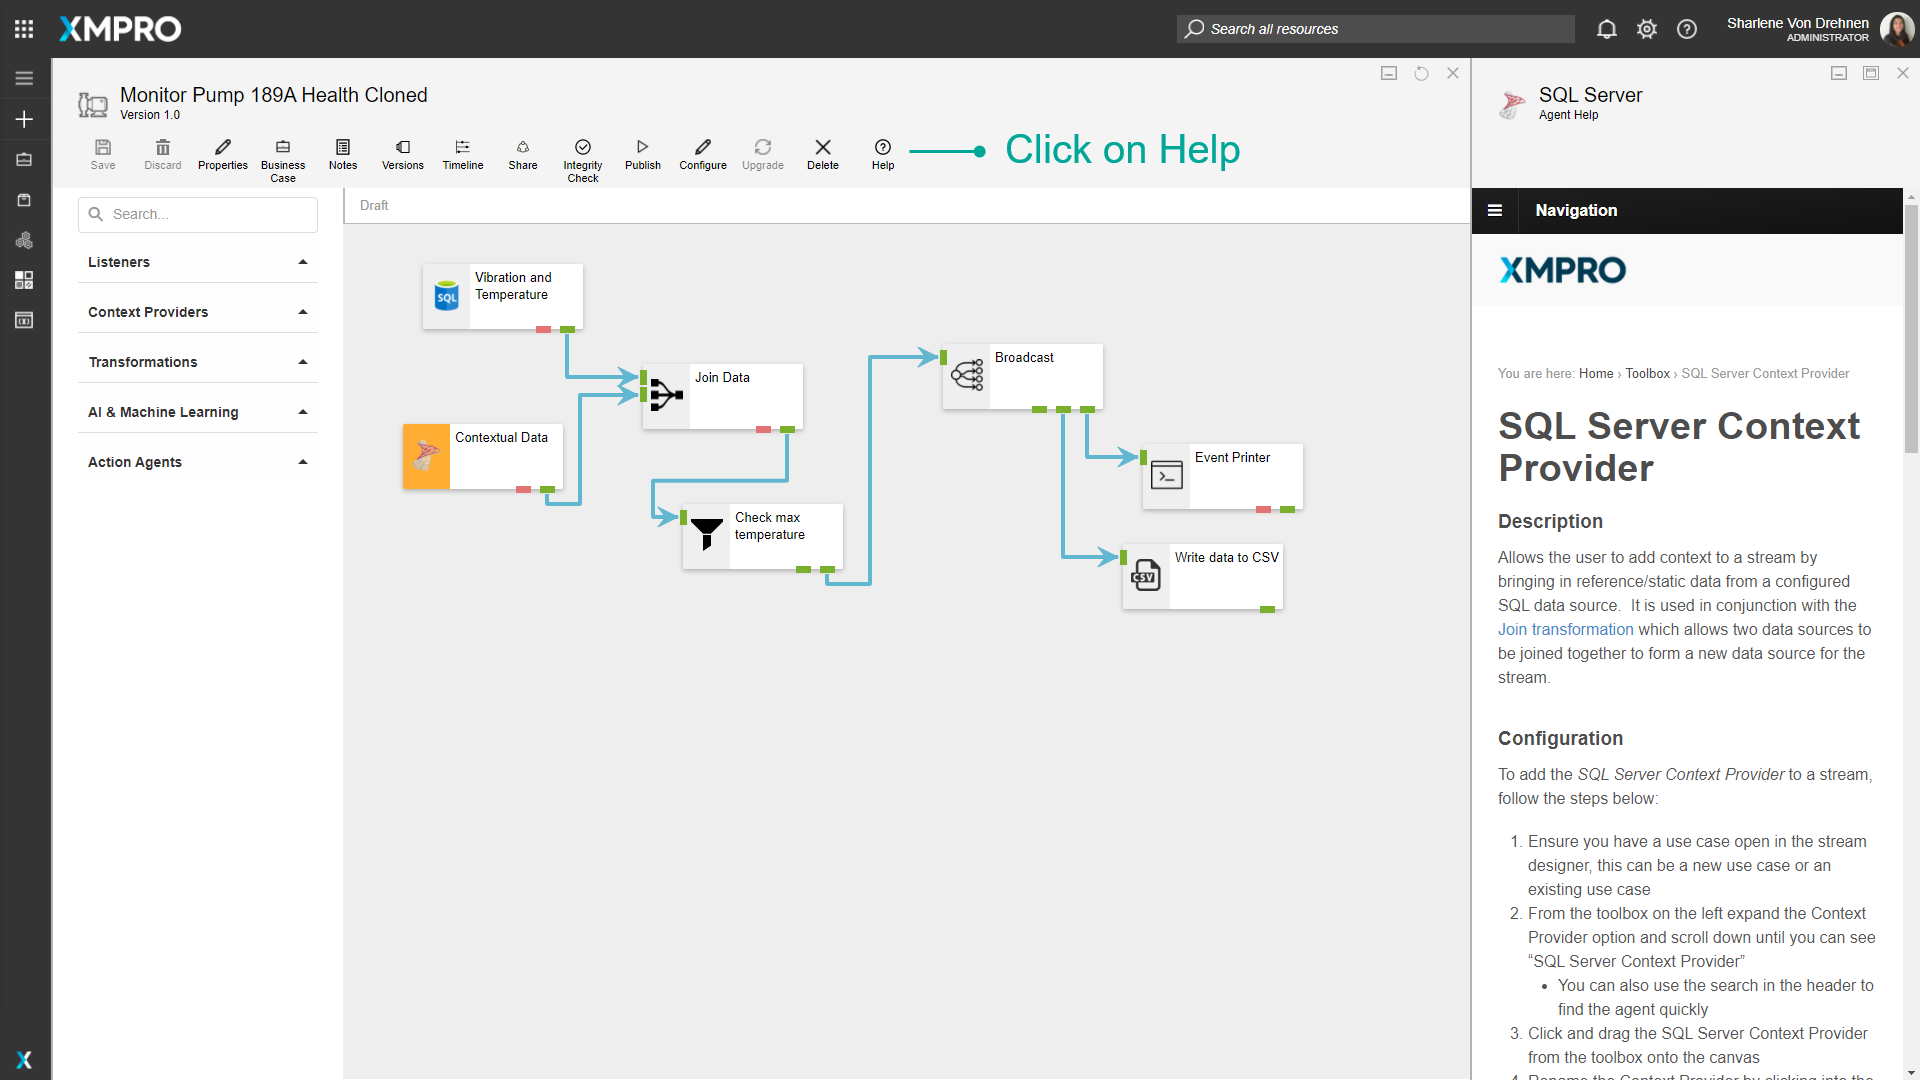 XMPRO
Search all resources
Sharlene Von Drehnen
ADMINISTRATOR
Monitor Pump 189A Health Cloned
Version 1.0
Save
Discard
Properties
Business
Case
Notes
Versions
Timeline
Share
Integrity
Check
Publish
Configure
Upgrade
Delete
Help
Click on Help
Search...
Listeners
Context Providers
Transformations
AI & Machine Learning
Action Agents
Draft
SQL
Vibration and
Temperature
Join Data
Contextual Data
Check max
temperature
Broadcast
Event Printer
CSV
Write data to CSV
SQL Server
Agent Help
Navigation
XMPRO
You are here: Home › Toolbox › SQL Server Context Provider
SQL Server Context
Provider
Description
Allows the user to add context to a stream by
bringing in reference/static data from a configured
SQL data source.  It is used in conjunction with the
Join transformation which allows two data sources to
be joined together to form a new data source for the
stream.
Configuration
To add the SQL Server Context Provider to a stream,
follow the steps below:
1. Ensure you have a use case open in the stream
designer, this can be a new use case or an
existing use case
2. From the toolbox on the left expand the Context
Provider option and scroll down until you can see
“SQL Server Context Provider”
• You can also use the search in the header to
find the agent quickly
3. Click and drag the SQL Server Context Provider
from the toolbox onto the canvas
4. Rename the Context Provider by clicking into the